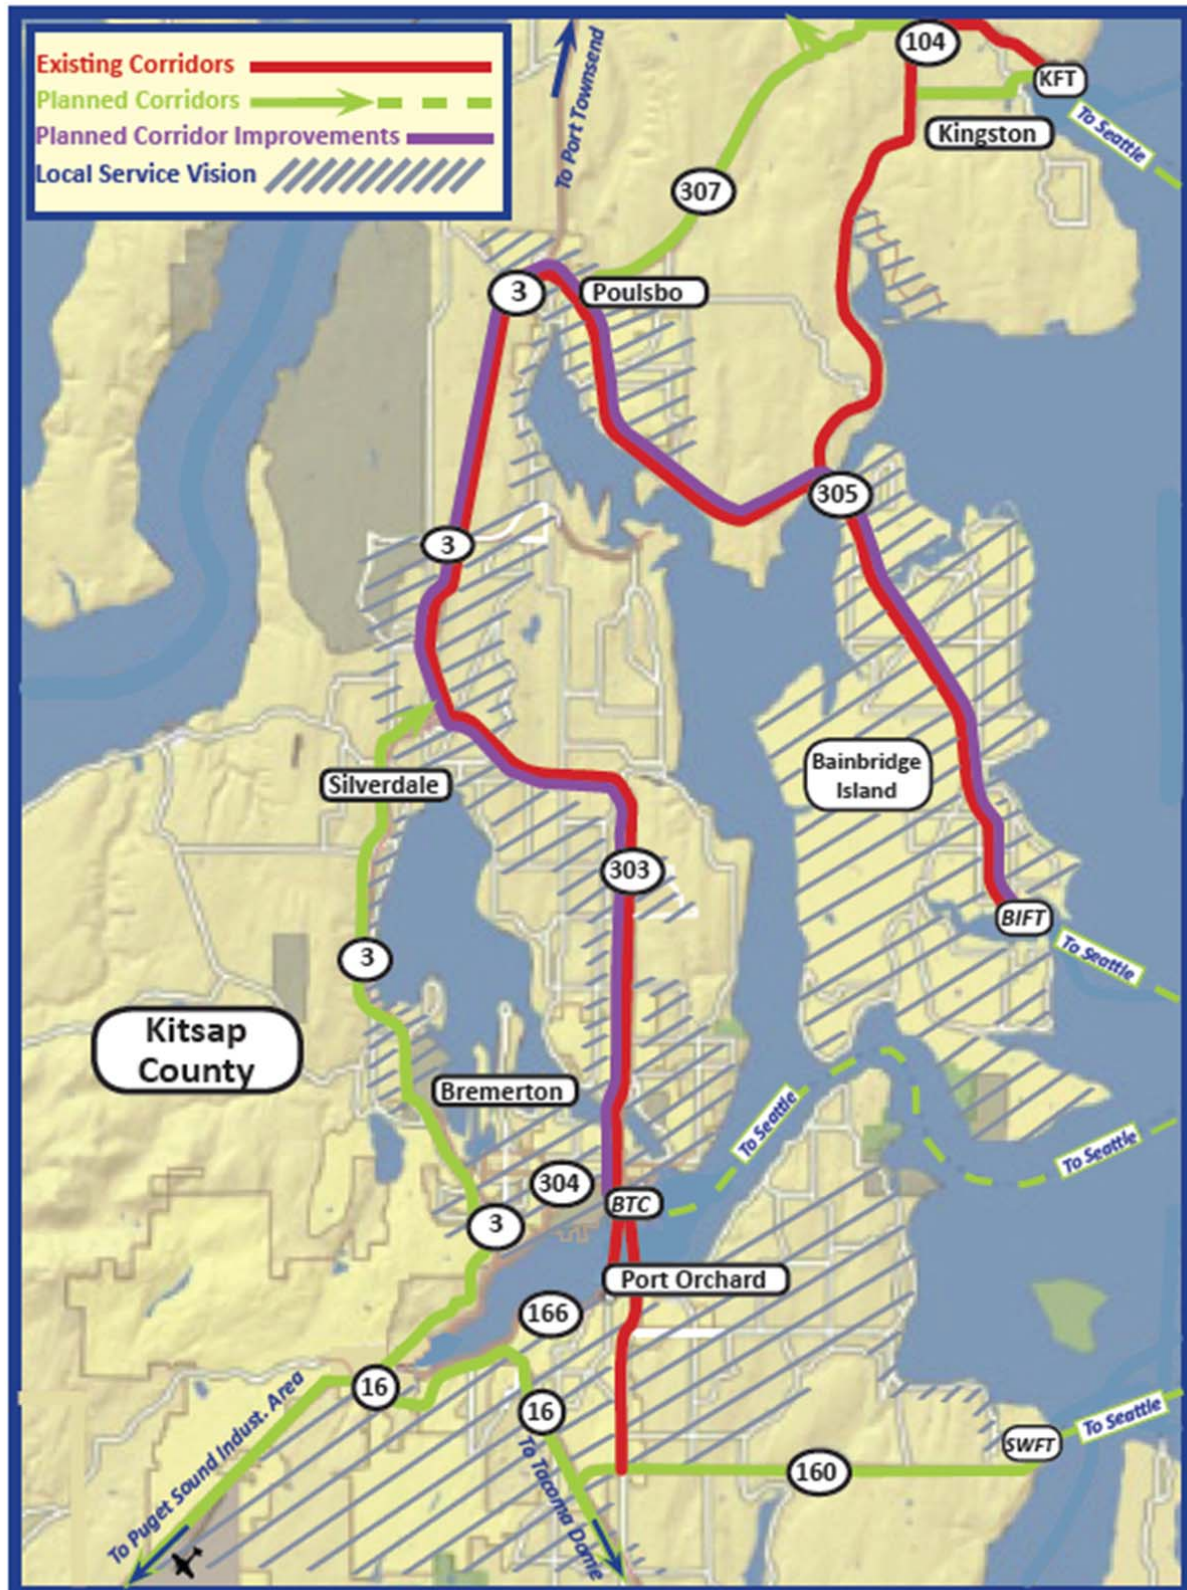 Existing Corridors
Planned Corridors
Planned Corridor Improvements
Local Service Vision
To Port Townsend
104
KFT
To Seattle
Kingston
307
3
Poulsbo
305
3
Bainbridge
Island
Silverdale
303
BIFT
To Seattle
3
Kitsap
County
Bremerton
To Seattle
To Seattle
304
BTC
3
Port Orchard
166
16
16
To Seattle
SWFT
160
To Puget Sound Indust. Area
To Tacoma Dome